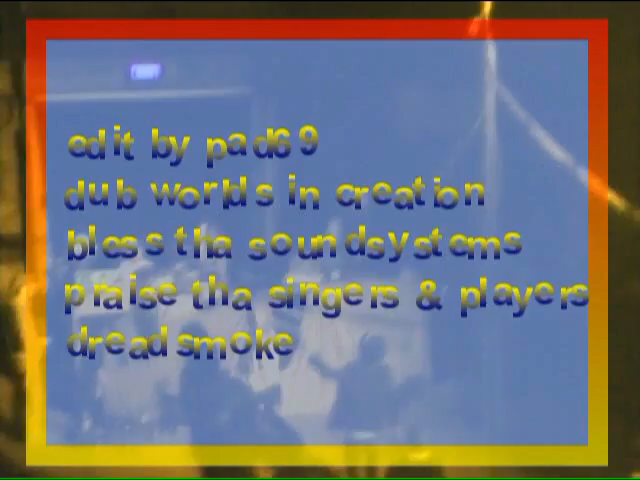 edit by pad69
dub worlds in creation
bless tha soundsystems
praise tha singers & players
dread smoke